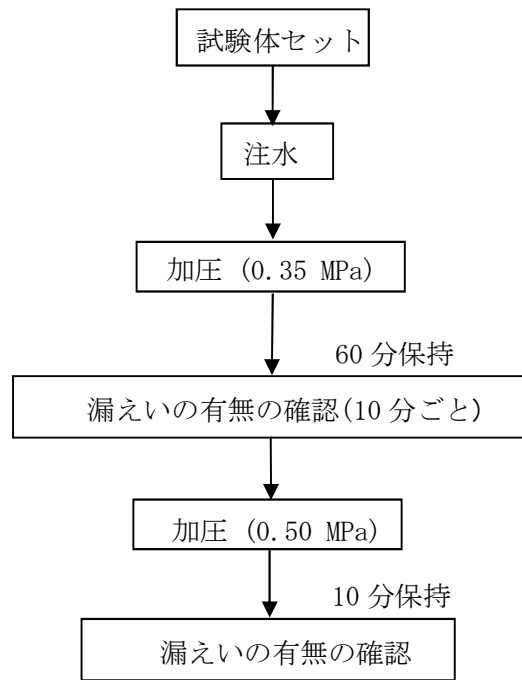 試験体セット
注水
加圧 (0.35 MPa)
60 分保持
漏えいの有無の確認(10 分ごと)
加圧 (0.50 MPa)
10 分保持
漏えいの有無の確認